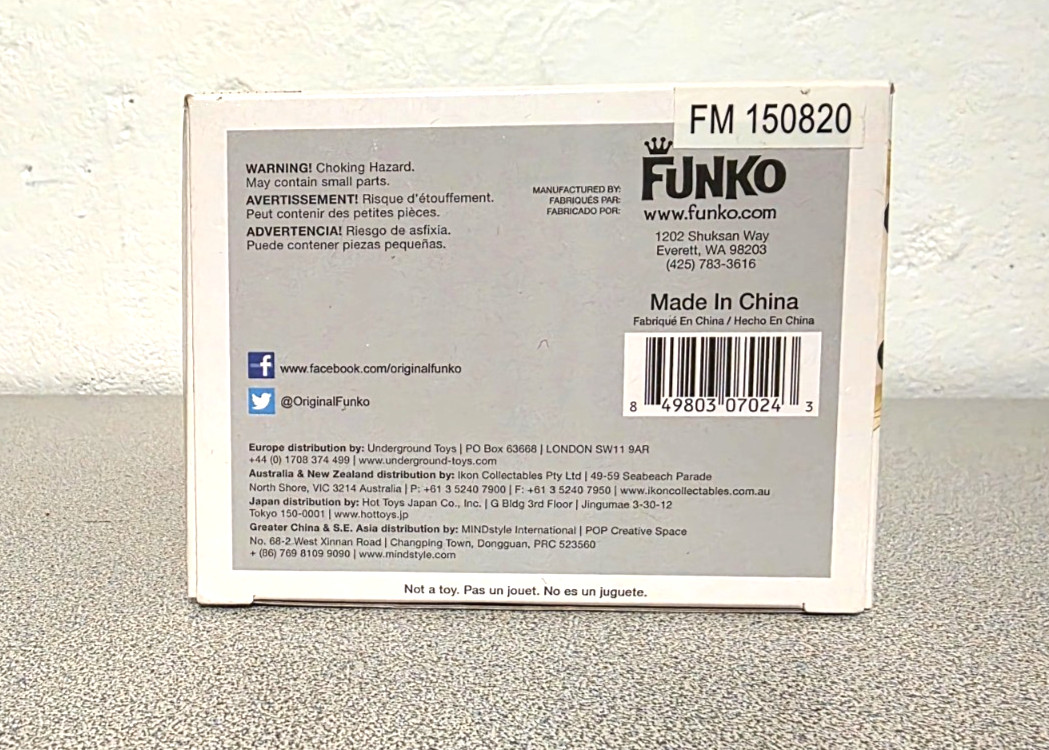 FM 150820
WARNING! Choking Hazard.
May contain small parts.
AVERTISSEMENT! Risque d'étouffement.
Peut contenir des petites pièces.
ADVERTENCIA! Riesgo de asfixia.
Puede contener piezas pequeñas.
MANUFACTURED BY:
FABRIQUÉS PAR:
FABRICADO POR:
FUNKO
www.funko.com
1202 Shuksan Way
Everett, WA 98203
(425) 783-3616
Made In China
Fabriqué En China / Hecho En China
8 49803 07024 3
www.facebook.com/originalfunko
@OriginalFunko
Europe distribution by: Underground Toys | PO Box 63668 | LONDON SW11 9AR
+44 (0) 1708 374 499 | www.underground-toys.com
Australia & New Zealand distribution by: Ikon Collectables Pty Ltd | 49-59 Seabeach Parade
North Shore, VIC 3214 Australia | P: +61 3 5240 7900 | F: +61 3 5240 7950 | www.ikoncollectables.com.au
Japan distribution by: Hot Toys Japan Co., Inc. | G Bldg 3rd Floor | Jingumae 3-30-12
Tokyo 150-0001 | www.hottoys.jp
Greater China & S.E. Asia distribution by: MINDstyle International | POP Creative Space
No. 68-2 West Xinnan Road | Changping Town, Dongguan, PRC 523560
+ (86) 769 8109 9090 | www.mindstyle.com
Not a toy. Pas un jouet. No es un juguete.